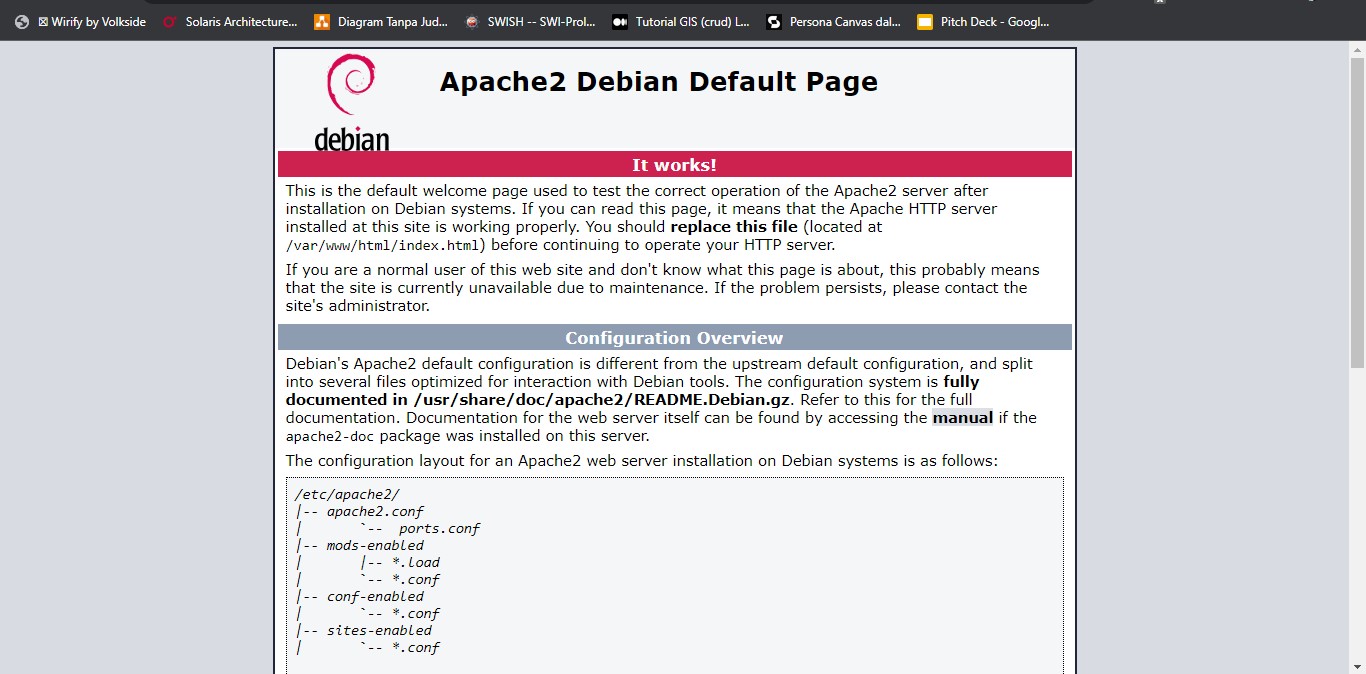 Wirify by Volkside
Solaris Architecture...
Diagram Tanpa Jud...
SWISH -- SWI-Prol...
Tutorial GIS (crud) L...
Persona Canvas dal...
Pitch Deck - Googl...
debian
Apache2 Debian Default Page
It works!
This is the default welcome page used to test the correct operation of the Apache2 server after
installation on Debian systems. If you can read this page, it means that the Apache HTTP server
installed at this site is working properly. You should replace this file (located at
/var/www/html/index.html) before continuing to operate your HTTP server.
If you are a normal user of this web site and don't know what this page is about, this probably means
that the site is currently unavailable due to maintenance. If the problem persists, please contact the
site's administrator.
Configuration Overview
Debian's Apache2 default configuration is different from the upstream default configuration, and split
into several files optimized for interaction with Debian tools. The configuration system is fully
documented in /usr/share/doc/apache2/README.Debian.gz. Refer to this for the full
documentation. Documentation for the web server itself can be found by accessing the manual if the
apache2-doc package was installed on this server.
The configuration layout for an Apache2 web server installation on Debian systems is as follows:
/etc/apache2/
|-- apache2.conf
|       `--  ports.conf
|-- mods-enabled
|       |-- *.load
|       `-- *.conf
|-- conf-enabled
|       `-- *.conf
|-- sites-enabled
|       `-- *.conf